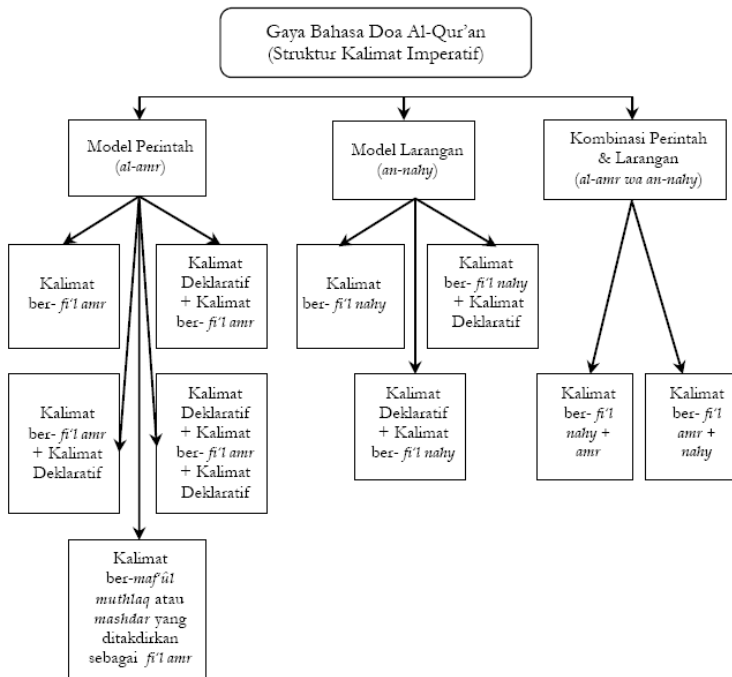 Gaya Bahasa Doa Al-Qur’an
(Struktur Kalimat Imperatif)
Model Perintah
(al-amr)
Model Larangan
(an-nahy)
Kombinasi Perintah
& Larangan
(al-amr wa an-nahy)
Kalimat
ber- fi’l amr
Kalimat
Deklaratif
+ Kalimat
ber- fi’l amr
Kalimat
ber- fi’l nahy
Kalimat
ber- fi’l nahy
+ Kalimat
Deklaratif
Kalimat
ber- fi’l amr
+ Kalimat
Deklaratif
Kalimat
Deklaratif
+ Kalimat
ber- fi’l amr
+ Kalimat
Deklaratif
Kalimat
Deklaratif
+ Kalimat
ber- fi’l nahy
Kalimat
ber- fi’l
nahy +
amr
Kalimat
ber- fi’l
amr +
nahy
Kalimat
ber-maf’ûl
muthlaq atau
mashdar yang
ditakdirkan
sebagai fi’l amr